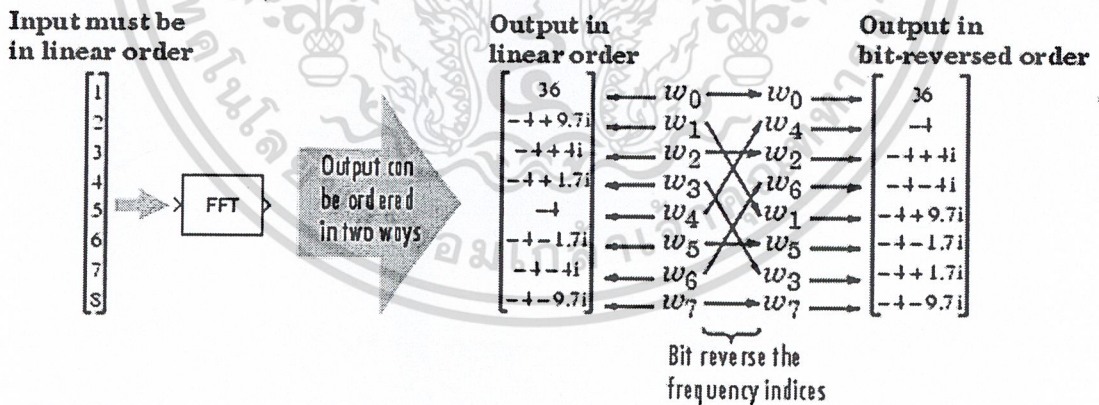 Input must be
in linear order
1
2
3
4
5
6
7
8
FFT
Output can
be ordered
in two ways
Output in
linear order
36
-4+9.7i
-4+4i
-4+1.7i
-4
-4-1.7i
-4-4i
-4-9.7i
w0
w1
w2
w3
w4
w5
w6
w7
w0
w4
w2
w6
w1
w5
w3
w7
Bit reverse the
frequency indices
Output in
bit-reversed order
36
-4
-4+4i
-4-4i
-4+9.7i
-4-1.7i
-4+1.7i
-4-9.7i